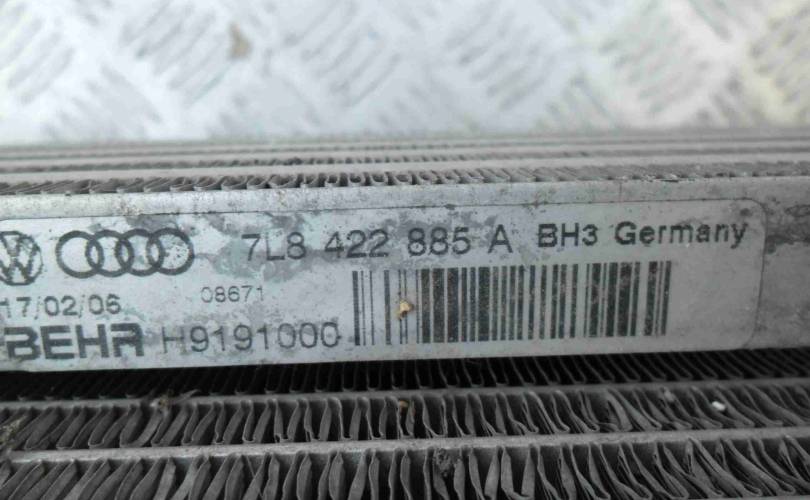 7L8 422 885 A BH3 Germany
17/02/06 08671
BEHR H9191000